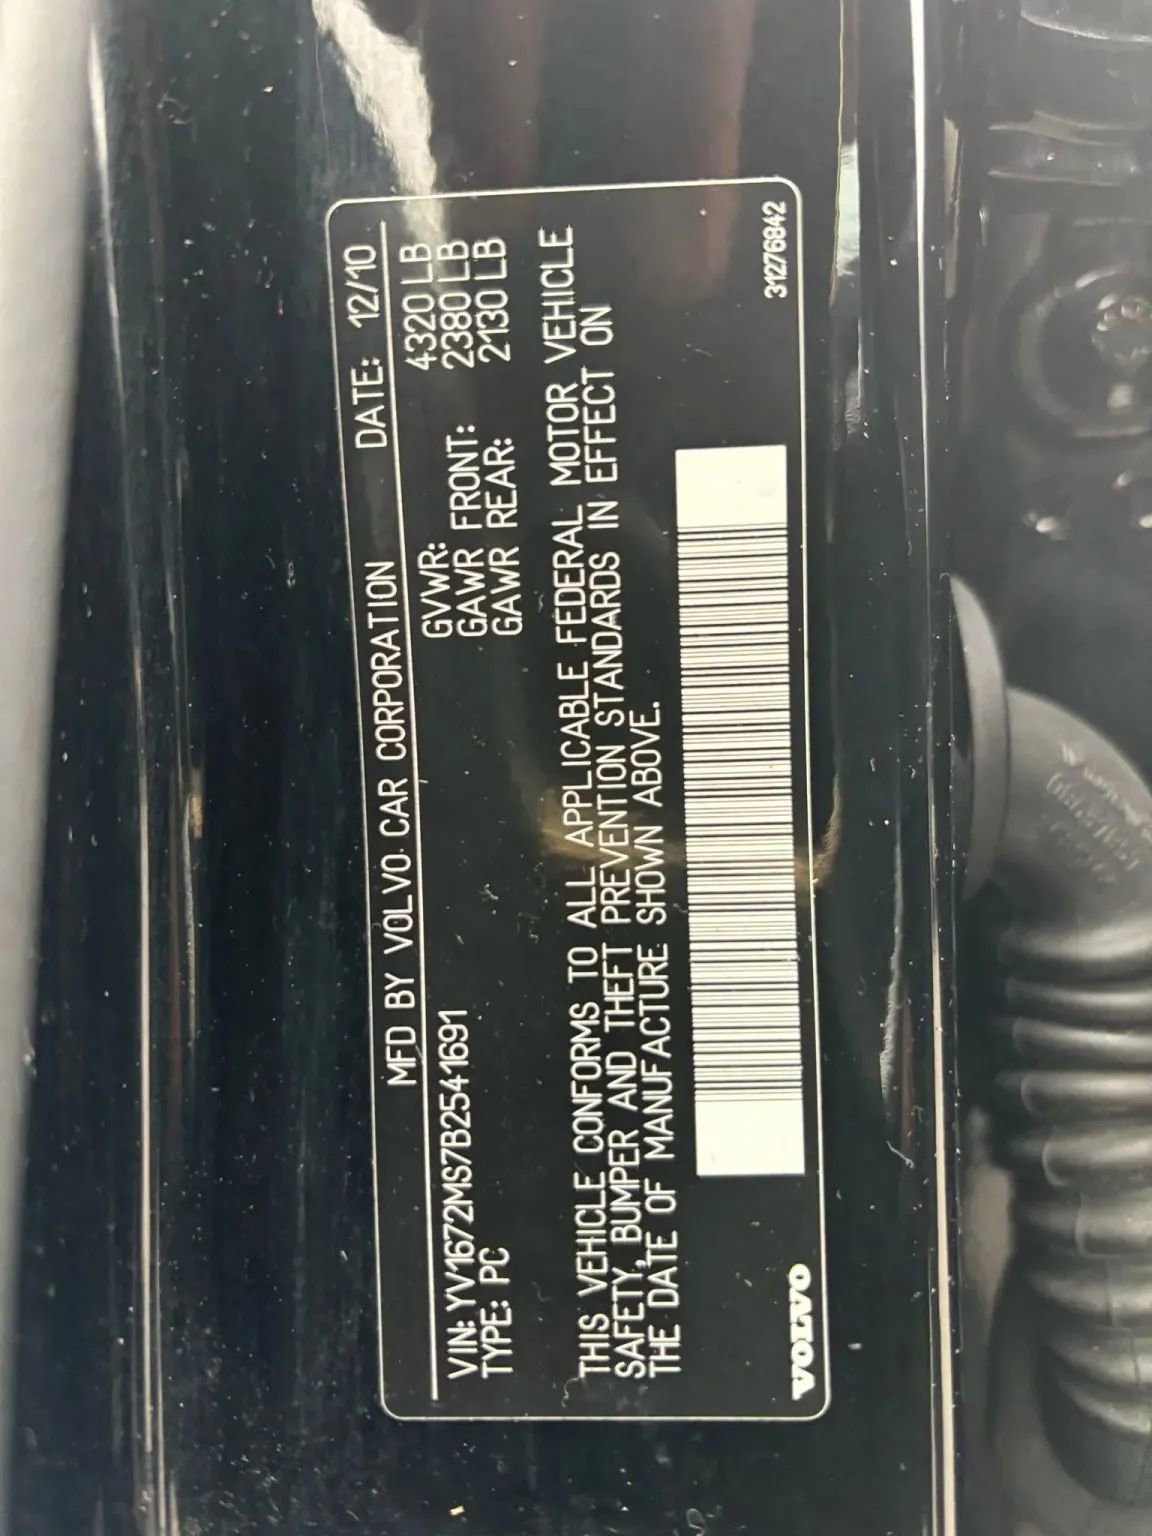 MFD BY VOLVO CAR CORPORATION DATE: 12/10
VIN: YV1672MS7B2541691 GVWR: 4320 LB
TYPE: PC GAWR FRONT: 2380 LB
GAWR REAR: 2130 LB
THIS VEHICLE CONFORMS TO ALL APPLICABLE FEDERAL MOTOR VEHICLE
SAFETY, BUMPER AND THEFT PREVENTION STANDARDS IN EFFECT ON
THE DATE OF MANUFACTURE SHOWN ABOVE.
VOLVO 31276842